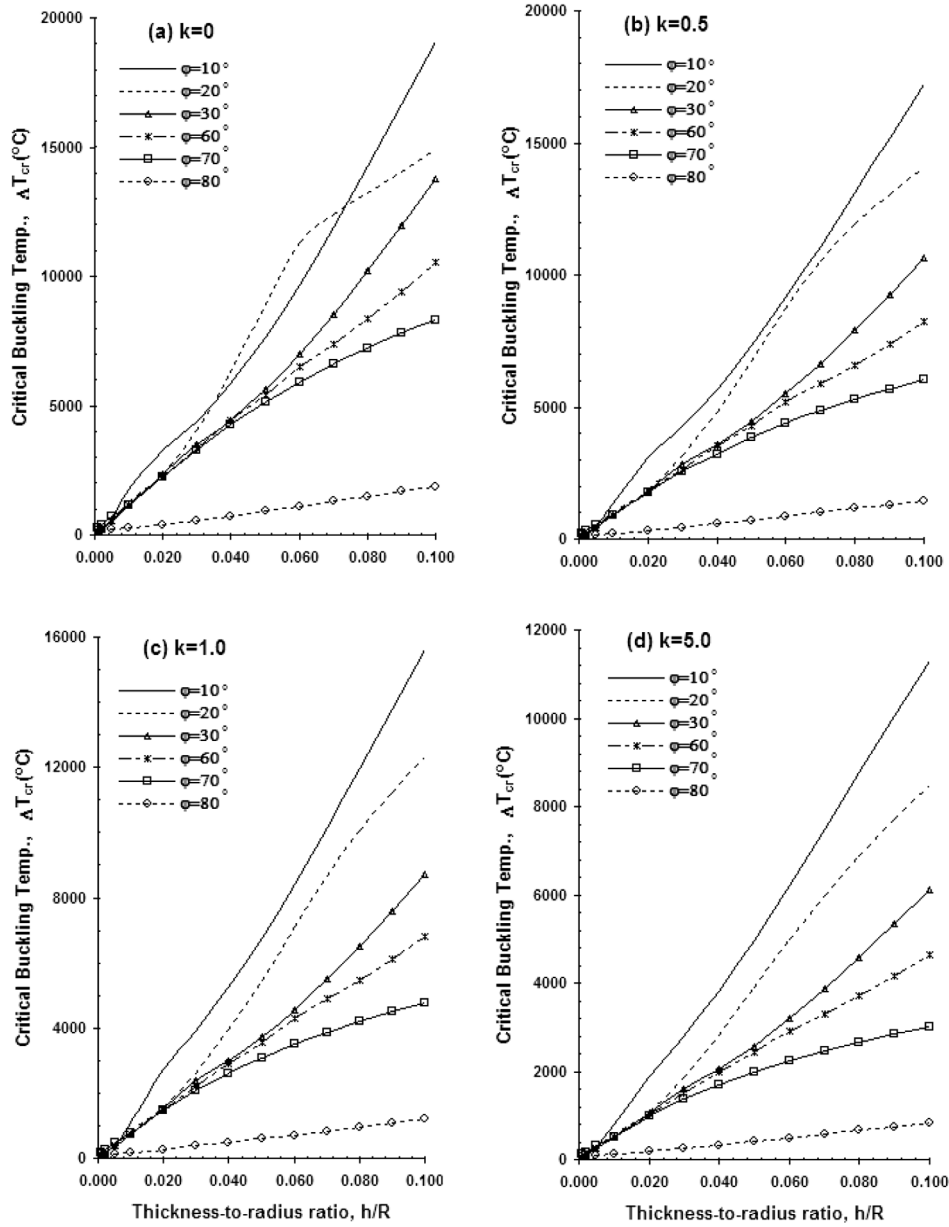 20000
15000
10000
5000
0
Critical Buckling Temp., ΛTcr(°C)
(a) k=0
φ=10°
φ=20°
φ=30°
φ=60°
φ=70°
φ=80°
0.000 0.020 0.040 0.060 0.080 0.100
20000
15000
10000
5000
0
Critical Buckling Temp., ΛTcr(°C)
(b) k=0.5
φ=10°
φ=20°
φ=30°
φ=60°
φ=70°
φ=80°
0.000 0.020 0.040 0.060 0.080 0.100
16000
12000
8000
4000
0
Critical Buckling Temp., ΛTcr(°C)
(c) k=1.0
φ=10°
φ=20°
φ=30°
φ=60°
φ=70°
φ=80°
0.000 0.020 0.040 0.060 0.080 0.100
Thickness-to-radius ratio, h/R
12000
10000
8000
6000
4000
2000
0
Critical Buckling Temp., ΛTcr(°C)
(d) k=5.0
φ=10°
φ=20°
φ=30°
φ=60°
φ=70°
φ=80°
0.000 0.020 0.040 0.060 0.080 0.100
Thickness-to-radius ratio, h/R